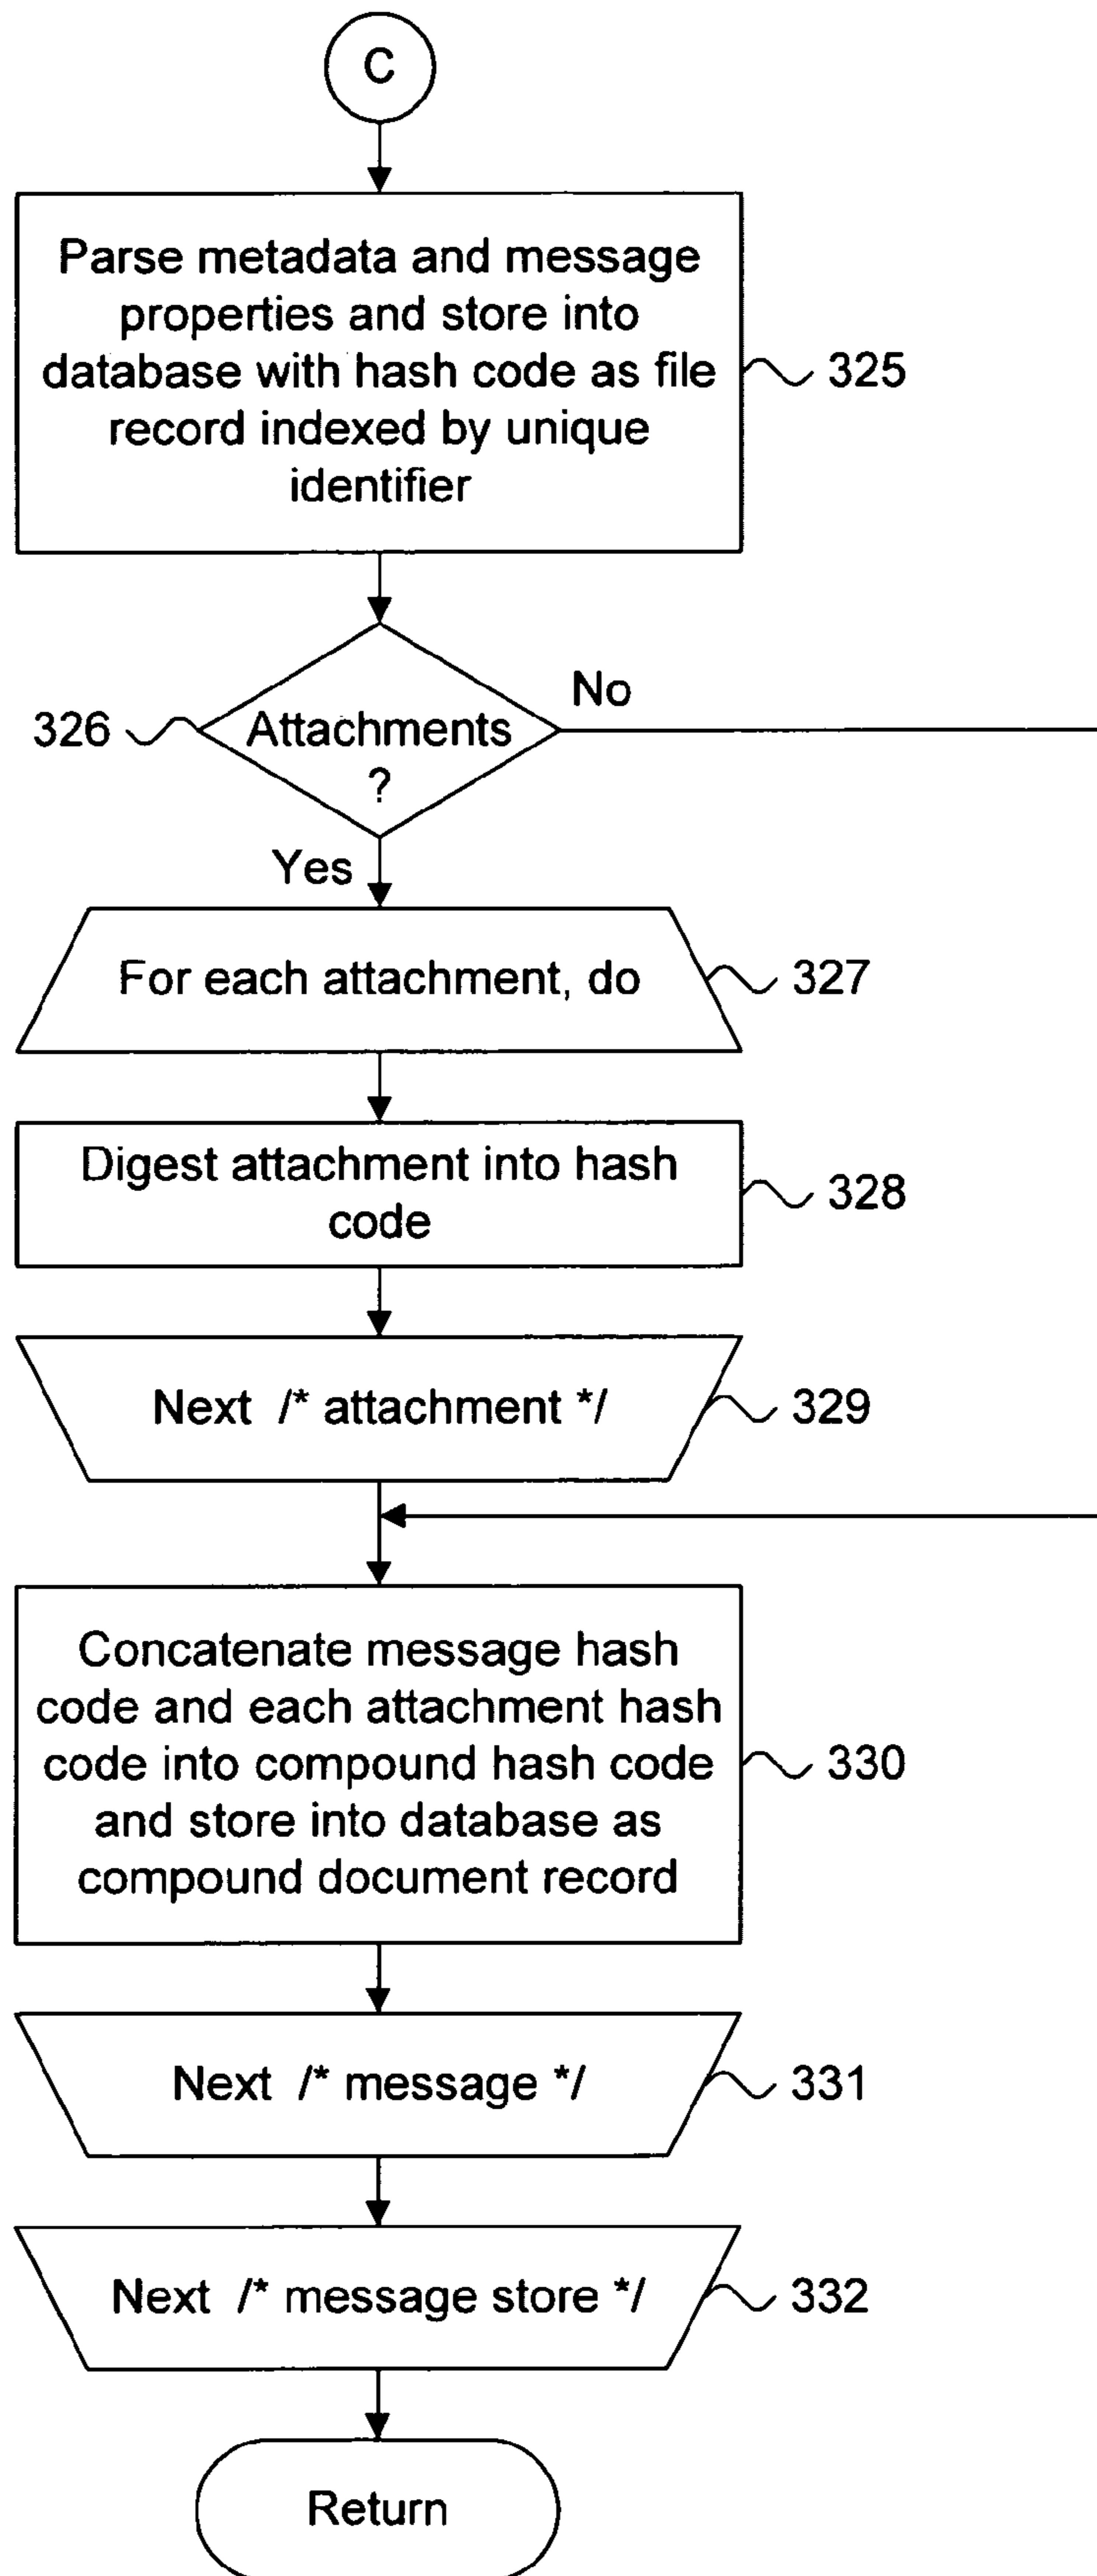 C
Parse metadata and message
properties and store into
database with hash code as file
record indexed by unique
identifier
325
326
Attachments
?
No
Yes
For each attachment, do
327
Digest attachment into hash
code
328
Next /* attachment */
329
Concatenate message hash
code and each attachment hash
code into compound hash code
and store into database as
compound document record
330
Next /* message */
331
Next /* message store */
332
Return